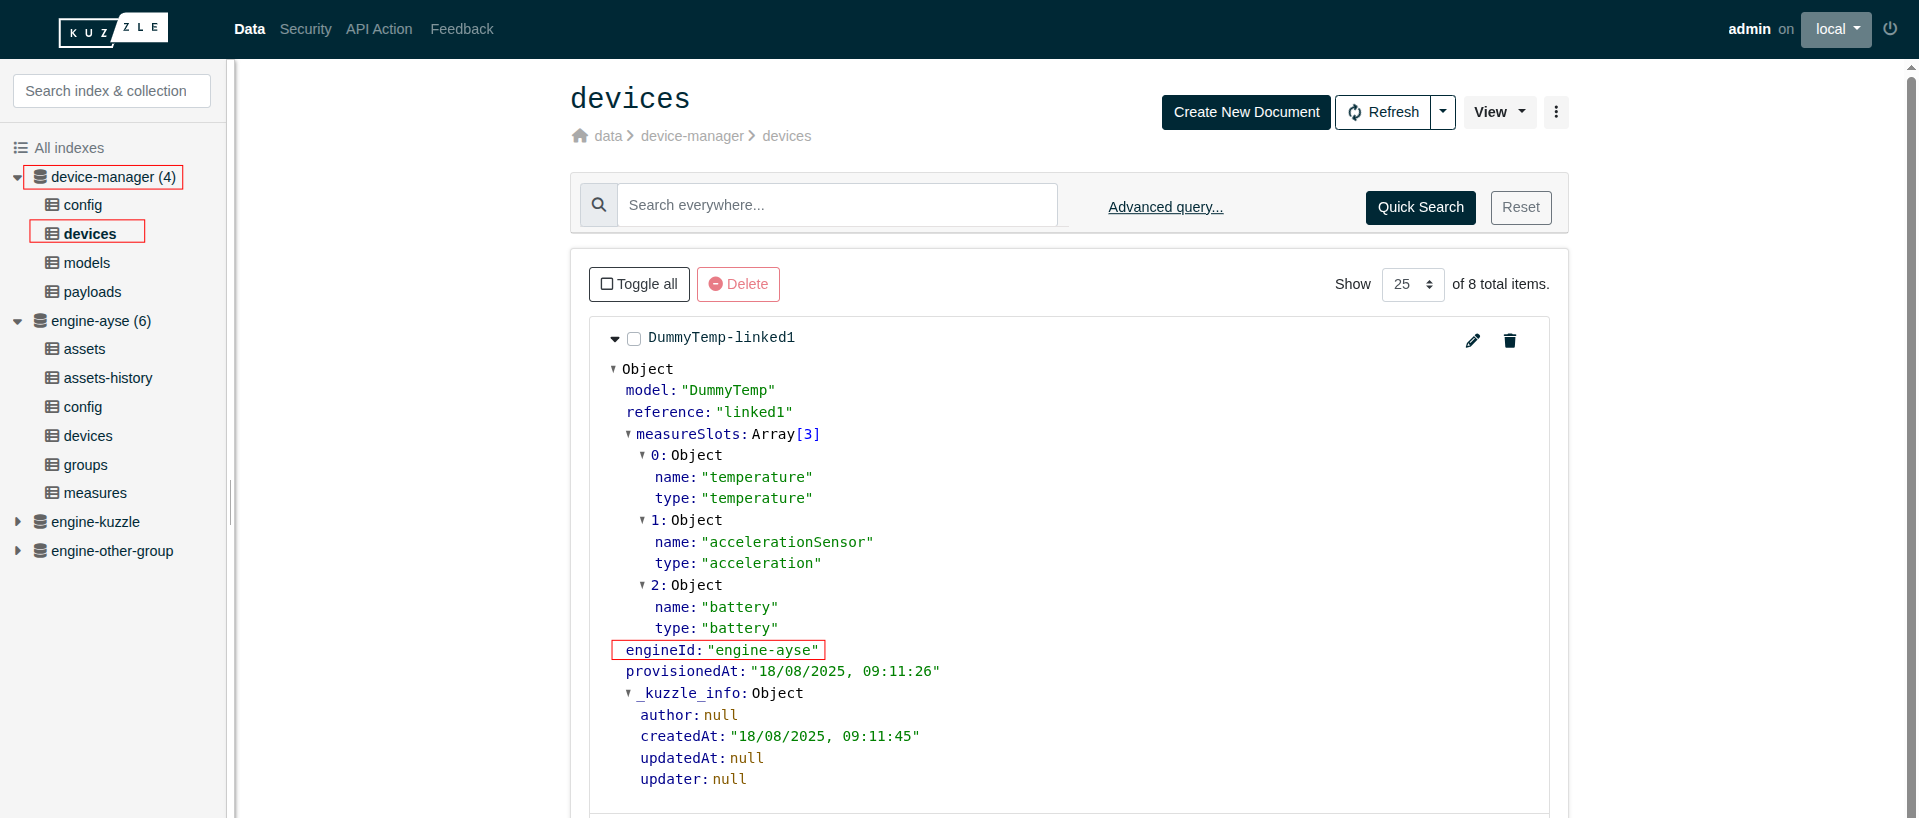 KUZZLE
Data Security API Action Feedback
admin on local
Search index & collection
All indexes
device-manager (4)
config
devices
models
payloads
engine-ayse (6)
assets
assets-history
config
devices
groups
measures
engine-kuzzle
engine-other-group
devices
data device-manager devices
Create New Document Refresh View
Search everywhere...
Advanced query...
Quick Search Reset
Toggle all Delete
Show 25 of 8 total items.
DummyTemp-linked1
Object
model: "DummyTemp"
reference: "linked1"
measureSlots: Array[3]
0: Object
name: "temperature"
type: "temperature"
1: Object
name: "accelerationSensor"
type: "acceleration"
2: Object
name: "battery"
type: "battery"
engineId: "engine-ayse"
provisionedAt: "18/08/2025, 09:11:26"
_kuzzle_info: Object
author: null
createdAt: "18/08/2025, 09:11:45"
updatedAt: null
updater: null